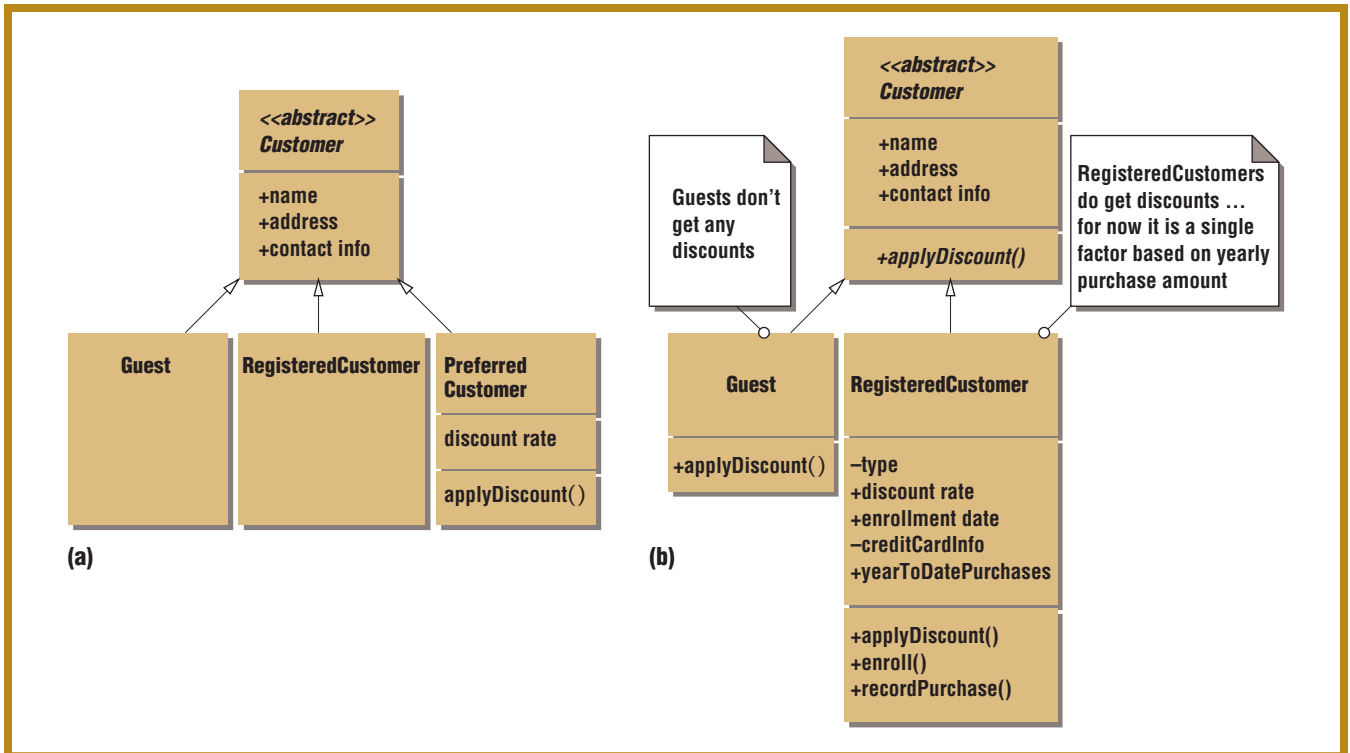 <<abstract>>
Customer
+name
+address
+contact info
Guest
RegisteredCustomer
Preferred
Customer
discount rate
applyDiscount()
(a)
<<abstract>>
Customer
+name
+address
+contact info
+applyDiscount()
Guests don’t
get any
discounts
RegisteredCustomers
do get discounts ...
for now it is a single
factor based on yearly
purchase amount
Guest
+applyDiscount()
RegisteredCustomer
–type
+discount rate
+enrollment date
–creditCardInfo
+yearToDatePurchases
+applyDiscount()
+enroll()
+recordPurchase()
(b)